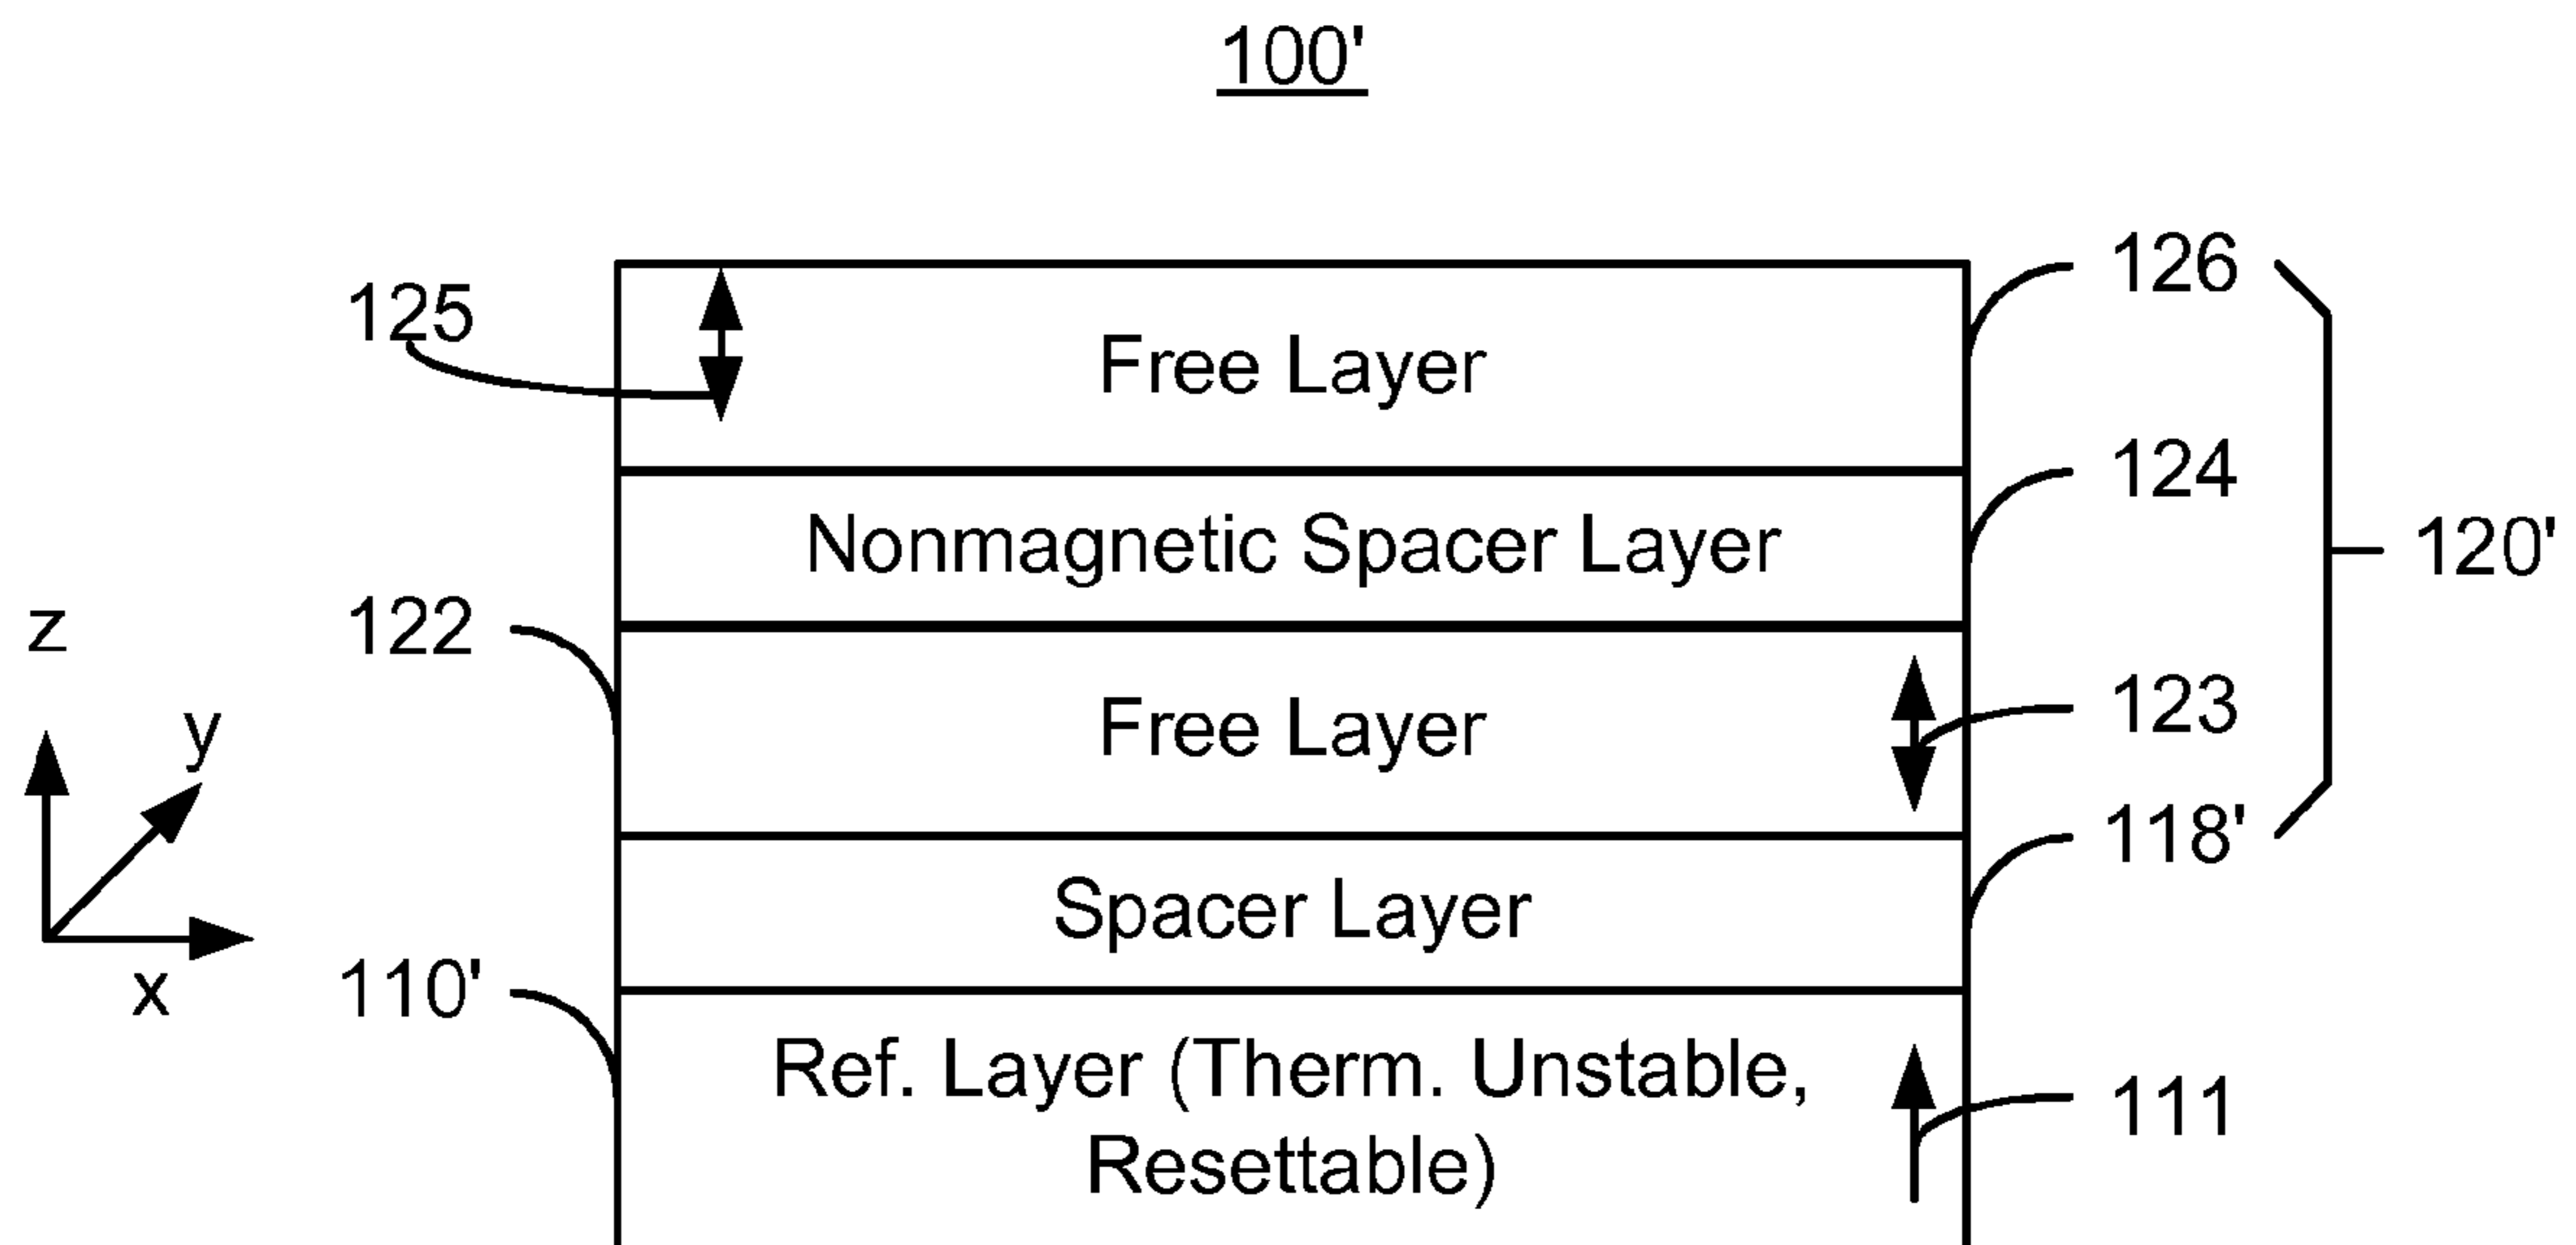 100'
126
125
Free Layer
124
Nonmagnetic Spacer Layer
120'
122
z
Free Layer
123
y
118'
Spacer Layer
x
110'
Ref. Layer (Therm. Unstable,
Resettable)
111